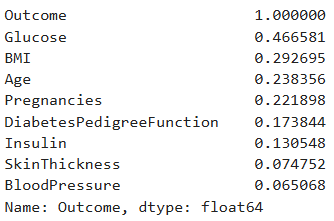 Outcome 1.000000
Glucose 0.466581
BMI 0.292695
Age 0.238356
Pregnancies 0.221898
DiabetesPedigreeFunction 0.173844
Insulin 0.130548
SkinThickness 0.074752
BloodPressure 0.065068
Name: Outcome, dtype: float64